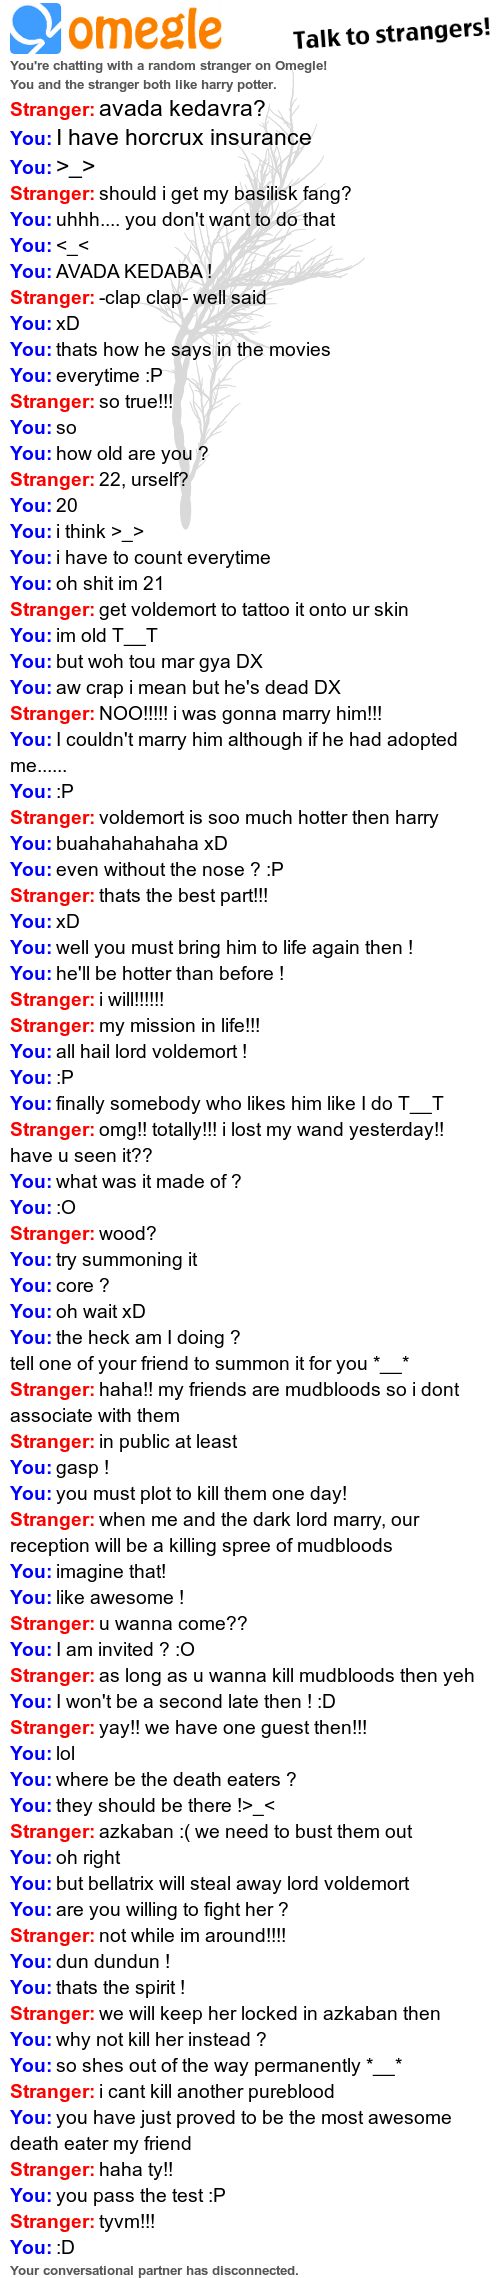 omegle
Talk to strangers!
You're chatting with a random stranger on Omegle!
You and the stranger both like harry potter.
Stranger: avada kedavra?
You: I have horcrux insurance
You: >_>
Stranger: should i get my basilisk fang?
You: uhhh.... you don't want to do that
You: <_<
You: AVADA KEDABA !
Stranger: -clap clap- well said
You: xD
You: thats how he says in the movies
You: everytime :P
Stranger: so true!!!
You: so
You: how old are you ?
Stranger: 22, urself?
You: 20
You: i think >_>
You: i have to count everytime
You: oh shit im 21
Stranger: get voldemort to tattoo it onto ur skin
You: im old T__T
You: but woh tou mar gya DX
You: aw crap i mean but he's dead DX
Stranger: NOO!!!!! i was gonna marry him!!!
You: I couldn't marry him although if he had adopted
me......
You: :P
Stranger: voldemort is soo much hotter then harry
You: buahahahahaha xD
You: even without the nose ? :P
Stranger: thats the best part!!!
You: xD
You: well you must bring him to life again then !
You: he'll be hotter than before !
Stranger: i will!!!!!!
Stranger: my mission in life!!!
You: all hail lord voldemort !
You: :P
You: finally somebody who likes him like I do T__T
Stranger: omg!! totally!!! i lost my wand yesterday!!
have u seen it??
You: what was it made of ?
You: :O
Stranger: wood?
You: try summoning it
You: core ?
You: oh wait xD
You: the heck am I doing ?
tell one of your friend to summon it for you *__*
Stranger: haha!! my friends are mudbloods so i dont
associate with them
Stranger: in public at least
You: gasp !
You: you must plot to kill them one day!
Stranger: when me and the dark lord marry, our
reception will be a killing spree of mudbloods
You: imagine that!
You: like awesome !
Stranger: u wanna come??
You: I am invited ? :O
Stranger: as long as u wanna kill mudbloods then yeh
You: I won't be a second late then ! :D
Stranger: yay!! we have one guest then!!!
You: lol
You: where be the death eaters ?
You: they should be there !>_<
Stranger: azkaban :( we need to bust them out
You: oh right
You: but bellatrix will steal away lord voldemort
You: are you willing to fight her ?
Stranger: not while im around!!!!
You: dun dundun !
You: thats the spirit !
Stranger: we will keep her locked in azkaban then
You: why not kill her instead ?
You: so shes out of the way permanently *__*
Stranger: i cant kill another pureblood
You: you have just proved to be the most awesome
death eater my friend
Stranger: haha ty!!
You: you pass the test :P
Stranger: tyvm!!!
You: :D
Your conversational partner has disconnected.